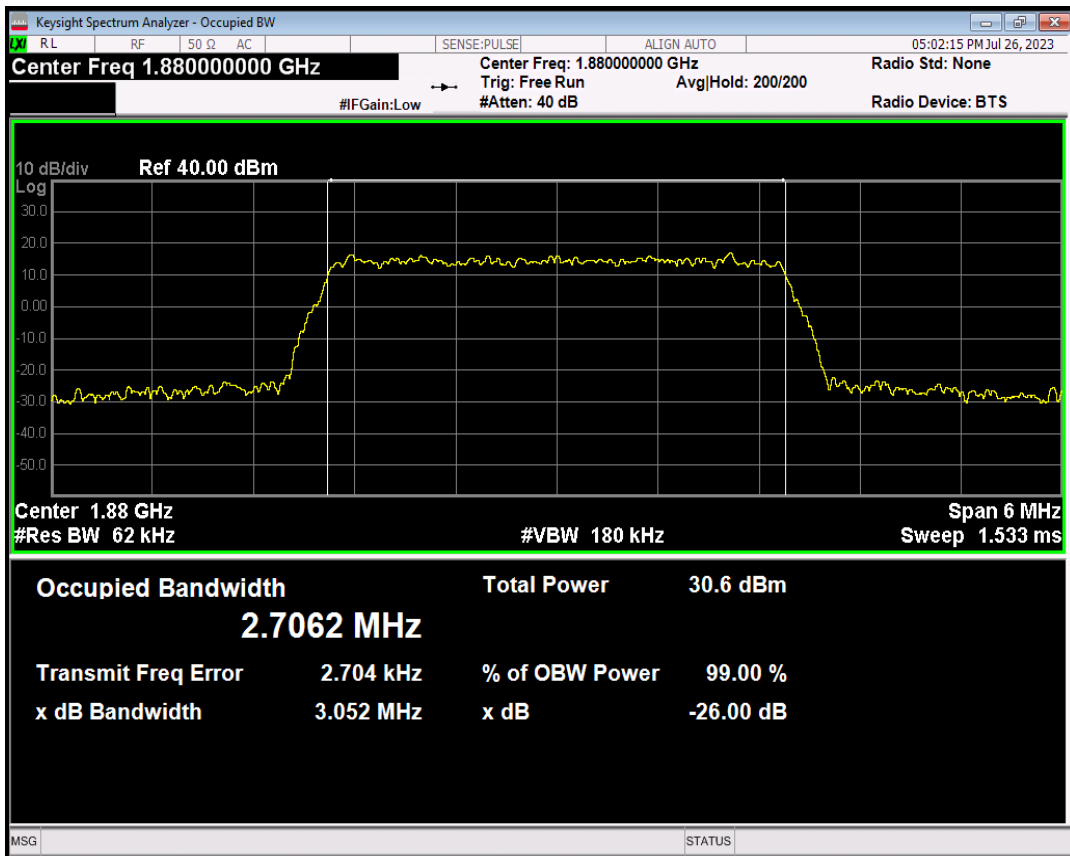 Keysight Spectrum Analyzer - Occupied BW
LXI RL RF 50 Ω AC SENSE:PULSE ALIGN AUTO 05:02:15 PM Jul 26, 2023
Center Freq 1.880000000 GHz Center Freq: 1.880000000 GHz Radio Std: None
Trig: Free Run Avg|Hold: 200/200
#IFGain:Low #Atten: 40 dB Radio Device: BTS
10 dB/div Ref 40.00 dBm
Log
30.0
20.0
10.0
0.00
-10.0
-20.0
-30.0
-40.0
-50.0
Center 1.88 GHz Span 6 MHz
#Res BW 62 kHz #VBW 180 kHz Sweep 1.533 ms
Occupied Bandwidth Total Power 30.6 dBm
2.7062 MHz
Transmit Freq Error 2.704 kHz % of OBW Power 99.00 %
x dB Bandwidth 3.052 MHz x dB -26.00 dB
MSG STATUS